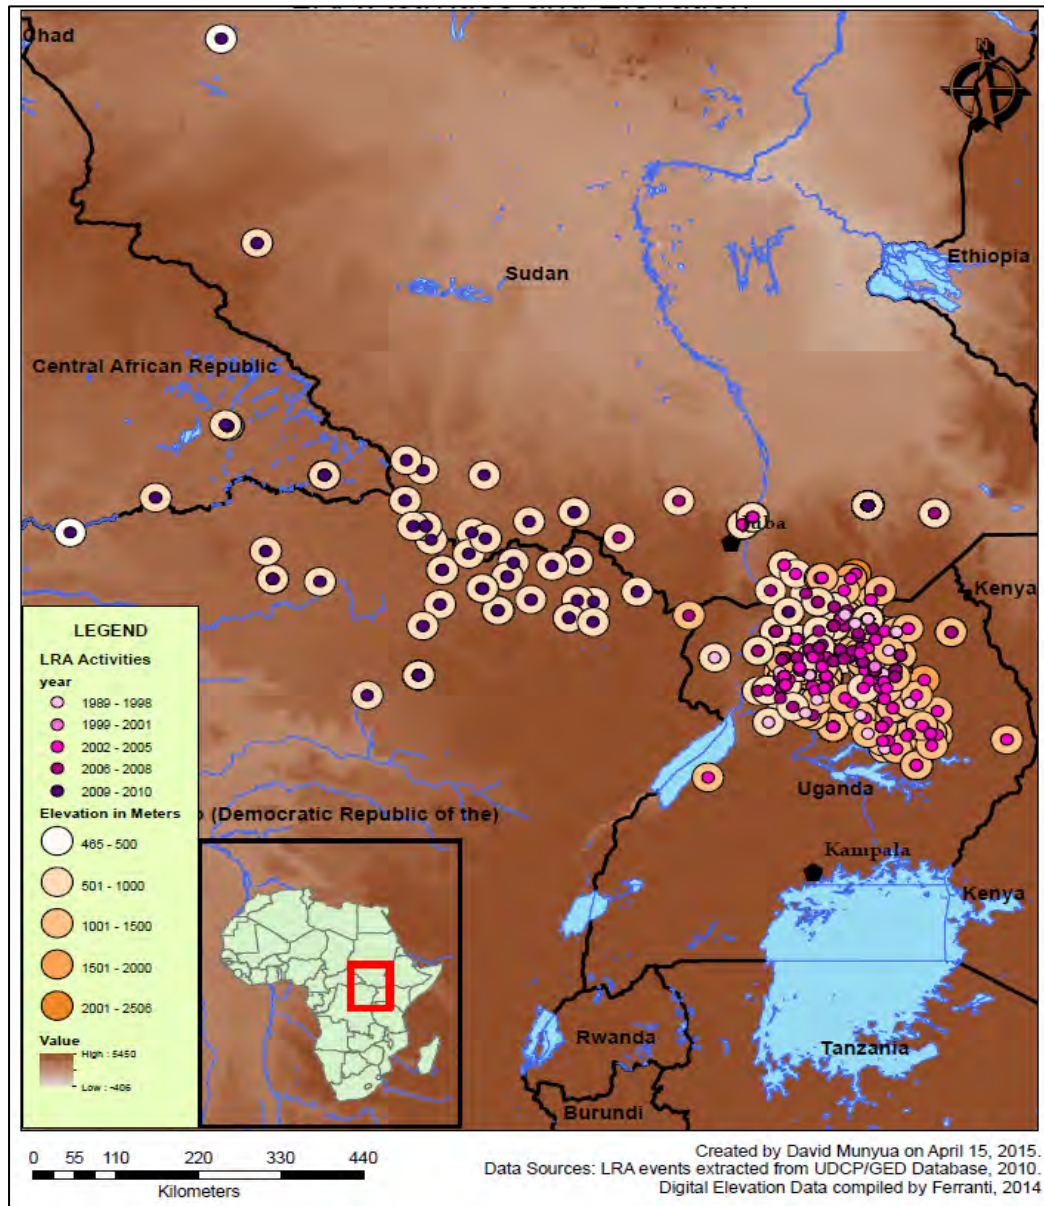 Chad
N
Ethiopia
Sudan
Central African Republic
Juba
Kenya
LEGEND
LRA Activities
year
1989 - 1998
1999 - 2001
2002 - 2005
2006 - 2008
2009 - 2010
Elevation in Meters
465 - 500
501 - 1000
1001 - 1500
1501 - 2000
2001 - 2506
Value
High : 5450
Low : -406
Uganda
(Democratic Republic of the)
Kampala
Kenya
Rwanda
Tanzania
Burundi
0 55 110 220 330 440
Kilometers
Created by David Munyua on April 15, 2015.
Data Sources: LRA events extracted from UDCP/GED Database, 2010.
Digital Elevation Data compiled by Ferranti, 2014